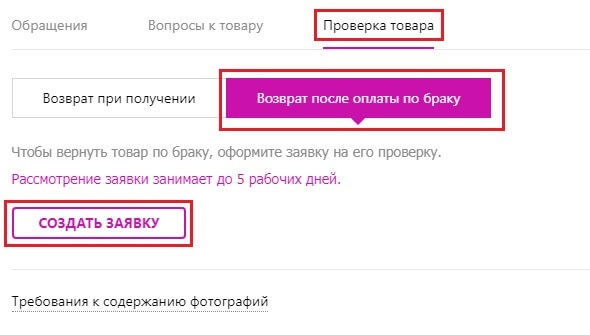 Обращения Вопросы к товару Проверка товара
Возврат при получении Возврат после оплаты по браку
Чтобы вернуть товар по браку, оформите заявку на его проверку.
Рассмотрение заявки занимает до 5 рабочих дней.
СОЗДАТЬ ЗАЯВКУ
Требования к содержанию фотографий